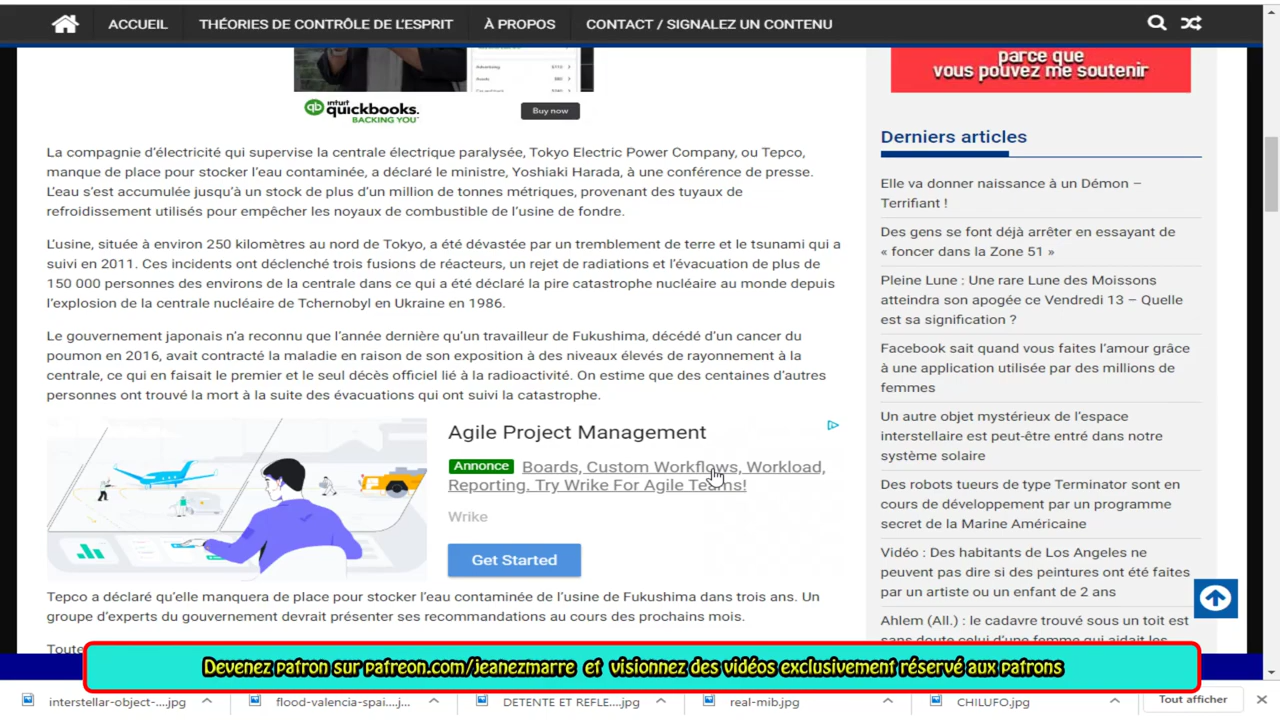 ACCUEIL THÉORIES DE CONTRÔLE DE L'ESPRIT À PROPOS CONTACT / SIGNALEZ UN CONTENU
intuit
quickbooks.
BACKING YOU™
Buy now
La compagnie d'électricité qui supervise la centrale électrique paralysée, Tokyo Electric Power Company, ou Tepco,
manque de place pour stocker l'eau contaminée, a déclaré le ministre, Yoshiaki Harada, à une conférence de presse.
L'eau s'est accumulée jusqu'à un stock de plus d'un million de tonnes métriques, provenant des tuyaux de
refroidissement utilisés pour empêcher les noyaux de combustible de l'usine de fondre.
L'usine, située à environ 250 kilomètres au nord de Tokyo, a été dévastée par un tremblement de terre et le tsunami qui a
suivi en 2011. Ces incidents ont déclenché trois fusions de réacteurs, un rejet de radiations et l'évacuation de plus de
150 000 personnes des environs de la centrale dans ce qui a été déclaré la pire catastrophe nucléaire au monde depuis
l'explosion de la centrale nucléaire de Tchernobyl en Ukraine en 1986.
Le gouvernement japonais n'a reconnu que l'année dernière qu'un travailleur de Fukushima, décédé d'un cancer du
poumon en 2016, avait contracté la maladie en raison de son exposition à des niveaux élevés de rayonnement à la
centrale, ce qui en faisait le premier et le seul décès officiel lié à la radioactivité. On estime que des centaines d'autres
personnes ont trouvé la mort à la suite des évacuations qui ont suivi la catastrophe.
Agile Project Management
Annonce Boards, Custom Workflows, Workload,
Reporting. Try Wrike For Agile Teams!
Wrike
Get Started
Tepco a déclaré qu'elle manquera de place pour stocker l'eau contaminée de l'usine de Fukushima dans trois ans. Un
groupe d'experts du gouvernement devrait présenter ses recommandations au cours des prochains mois.
Toute
parce que
vous pouvez me soutenir
Derniers articles
Elle va donner naissance à un Démon –
Terrifiant !
Des gens se font déjà arrêter en essayant de
« foncer dans la Zone 51 »
Pleine Lune : Une rare Lune des Moissons
atteindra son apogée ce Vendredi 13 – Quelle
est sa signification ?
Facebook sait quand vous faites l'amour grâce
à une application utilisée par des millions de
femmes
Un autre objet mystérieux de l'espace
interstellaire est peut-être entré dans notre
système solaire
Des robots tueurs de type Terminator sont en
cours de développement par un programme
secret de la Marine Américaine
Vidéo : Des habitants de Los Angeles ne
peuvent pas dire si des peintures ont été faites
par un artiste ou un enfant de 2 ans
Ahlem (All.) : le cadavre trouvé sous un toit est
sans doute celui d'une femme qui aidait les
Devenez patron sur patreon.com/jeanezmarre et visionnez des vidéos exclusivement réservé aux patrons
interstellar-object-....jpg flood-valencia-spai....j... DETENTE ET REFLE....jpg real-mib.jpg CHILUFO.jpg Tout afficher